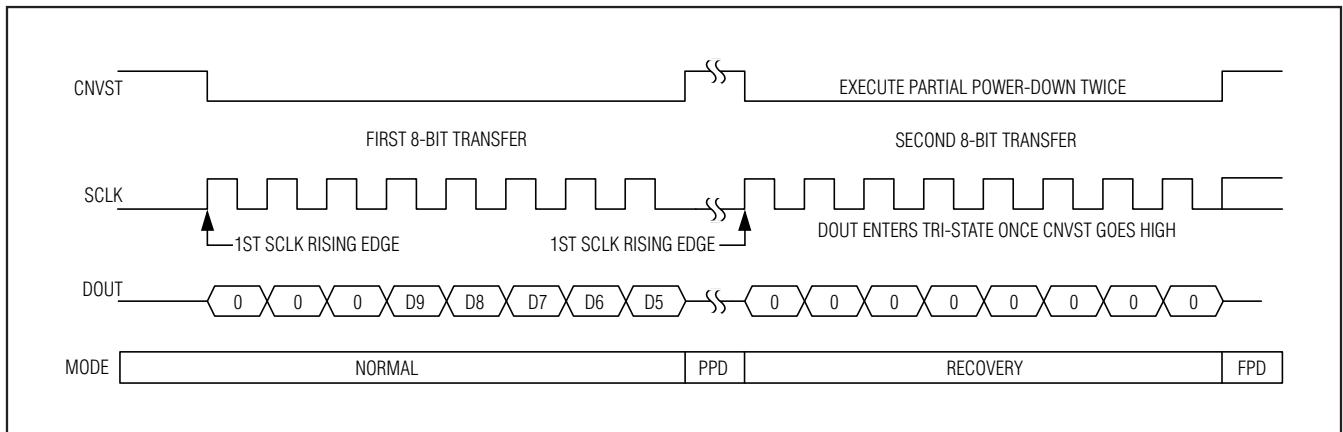 CNVST
EXECUTE PARTIAL POWER-DOWN TWICE
FIRST 8-BIT TRANSFER
SECOND 8-BIT TRANSFER
SCLK
1ST SCLK RISING EDGE
1ST SCLK RISING EDGE
DOUT ENTERS TRI-STATE ONCE CNVST GOES HIGH
DOUT
0 0 0 D9 D8 D7 D6 D5 0 0 0 0 0 0 0 0
MODE
NORMAL
PPD
RECOVERY
FPD